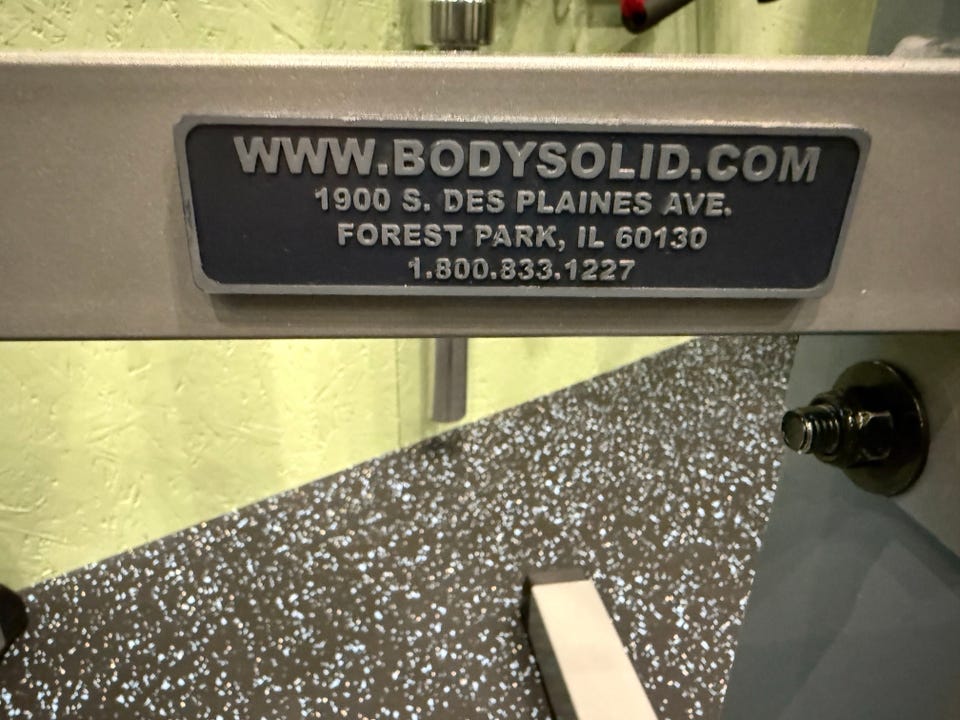 WWW.BODYSOLID.COM
1900 S. DES PLAINES AVE.
FOREST PARK, IL 60130
1.800.833.1227